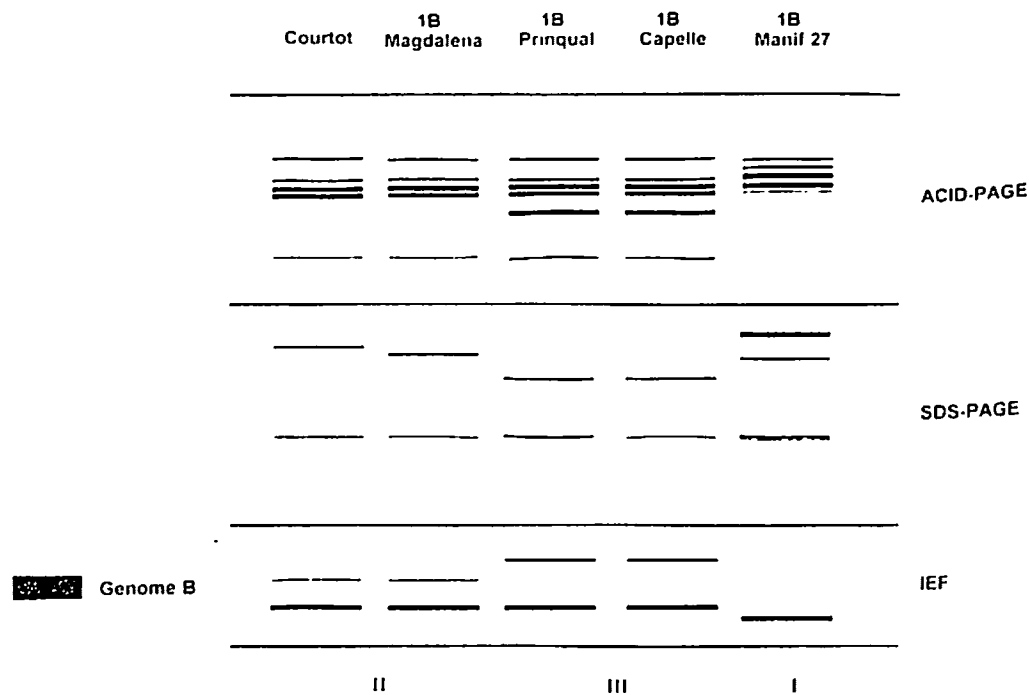 Courtot
1B
Magdalena
1B
Prinqual
1B
Capelle
1B
Manif 27
ACID-PAGE
SDS-PAGE
Genome B
IEF
II
III
I